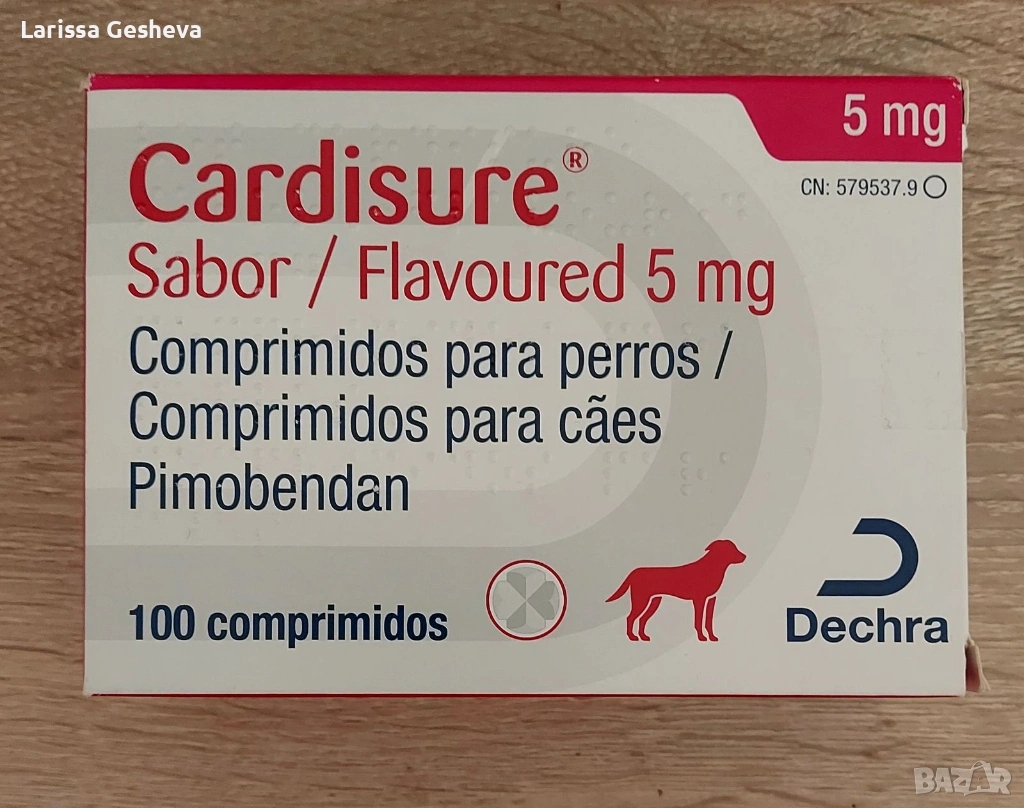 Larissa Gesheva
5 mg
CN: 579537.9
Cardisure®
Sabor / Flavoured 5 mg
Comprimidos para perros /
Comprimidos para cães
Pimobendan
100 comprimidos
Dechra
BAZAR